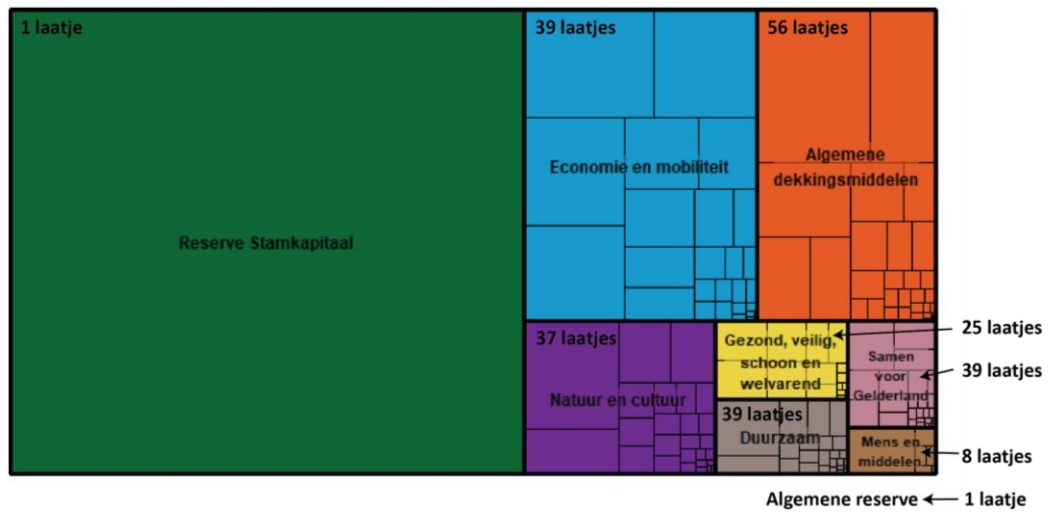 1 laatje
39 laatjes
56 laatjes
Reserve Stamkapitaal
Economie en mobiliteit
Algemene
dekkingsmiddelen
37 laatjes
Natuur en cultuur
Gezond, veilig,
schoon en
welvarend
25 laatjes
Samen
voor
Gelderland
39 laatjes
39 laatjes
Duurzaam
Mens en
middelen
8 laatjes
Algemene reserve
1 laatje